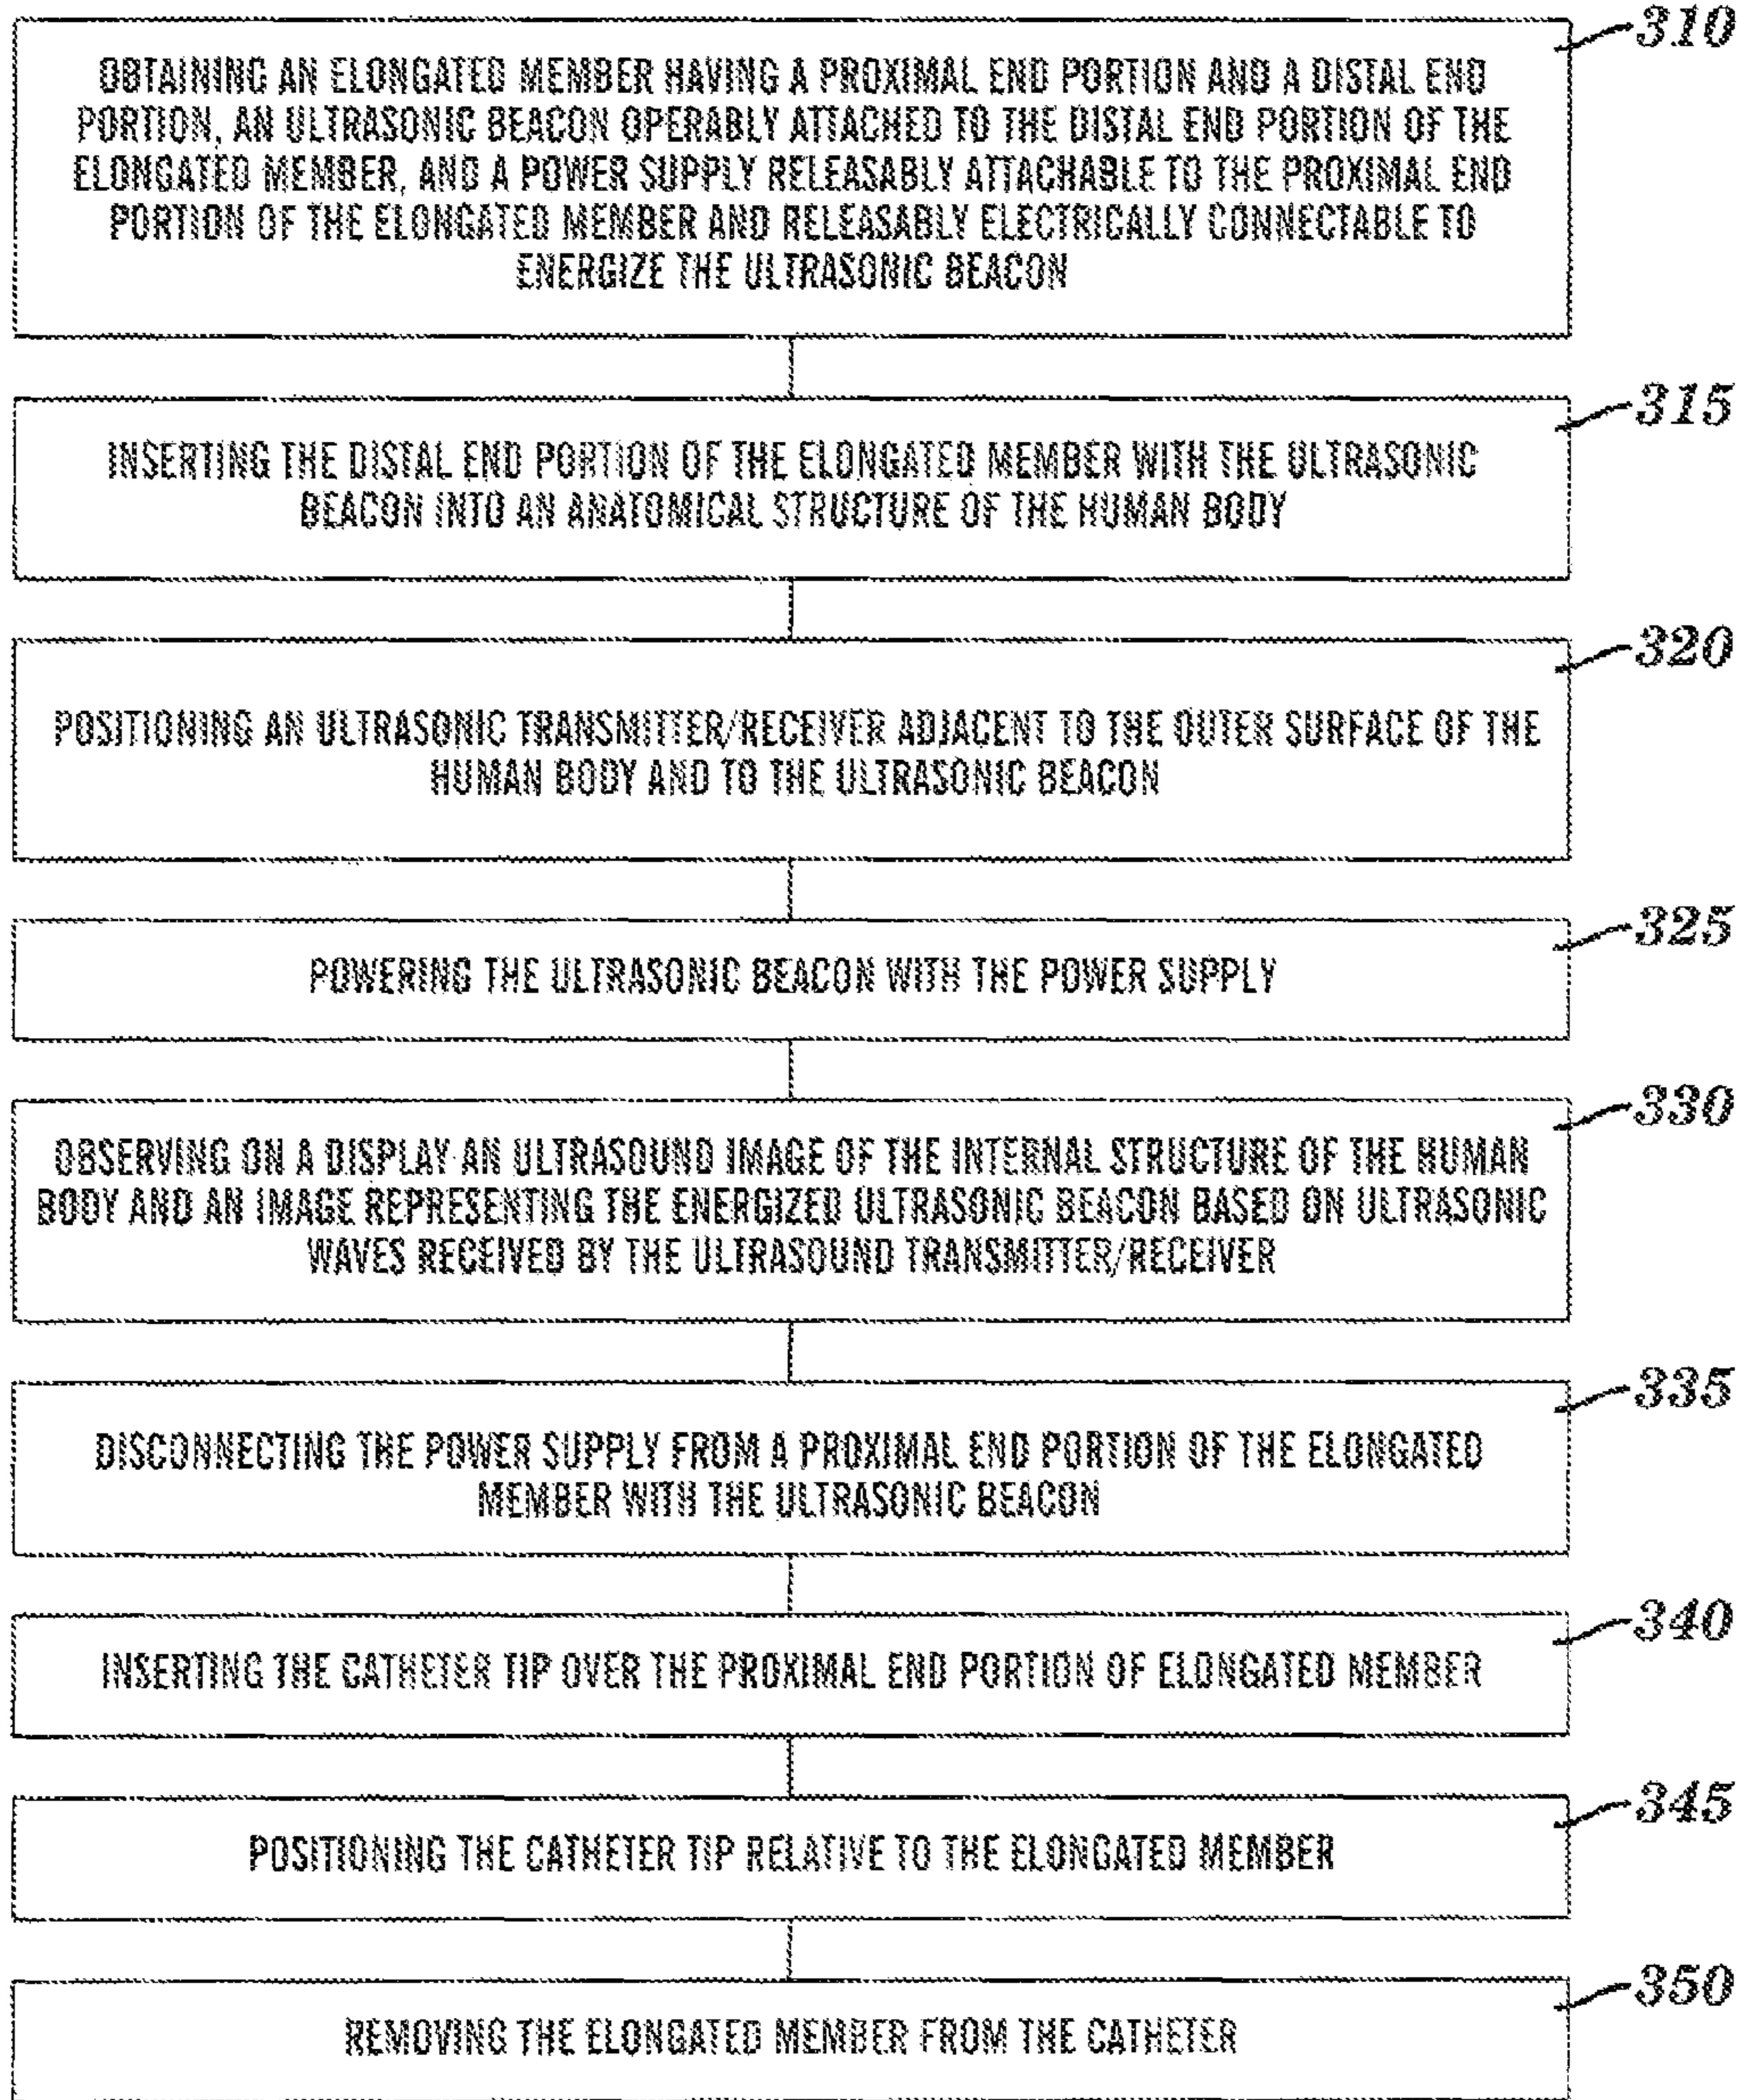 310
OBTAINING AN ELONGATED MEMBER HAVING A PROXIMAL END PORTION AND A DISTAL END
PORTION, AN ULTRASONIC BEACON OPERABLY ATTACHED TO THE DISTAL END PORTION OF THE
ELONGATED MEMBER, AND A POWER SUPPLY RELEASABLY ATTACHABLE TO THE PROXIMAL END
PORTION OF THE ELONGATED MEMBER AND RELEASABLY ELECTRICALLY CONNECTABLE TO
ENERGIZE THE ULTRASONIC BEACON
315
INSERTING THE DISTAL END PORTION OF THE ELONGATED MEMBER WITH THE ULTRASONIC
BEACON INTO AN ANATOMICAL STRUCTURE OF THE HUMAN BODY
320
POSITIONING AN ULTRASONIC TRANSMITTER/RECEIVER ADJACENT TO THE OUTER SURFACE OF THE
HUMAN BODY AND TO THE ULTRASONIC BEACON
325
POWERING THE ULTRASONIC BEACON WITH THE POWER SUPPLY
330
OBSERVING ON A DISPLAY AN ULTRASOUND IMAGE OF THE INTERNAL STRUCTURE OF THE HUMAN
BODY AND AN IMAGE REPRESENTING THE ENERGIZED ULTRASONIC BEACON BASED ON ULTRASONIC
WAVES RECEIVED BY THE ULTRASOUND TRANSMITTER/RECEIVER
335
DISCONNECTING THE POWER SUPPLY FROM A PROXIMAL END PORTION OF THE ELONGATED
MEMBER WITH THE ULTRASONIC BEACON
340
INSERTING THE CATHETER TIP OVER THE PROXIMAL END PORTION OF ELONGATED MEMBER
345
POSITIONING THE CATHETER TIP RELATIVE TO THE ELONGATED MEMBER
350
REMOVING THE ELONGATED MEMBER FROM THE CATHETER